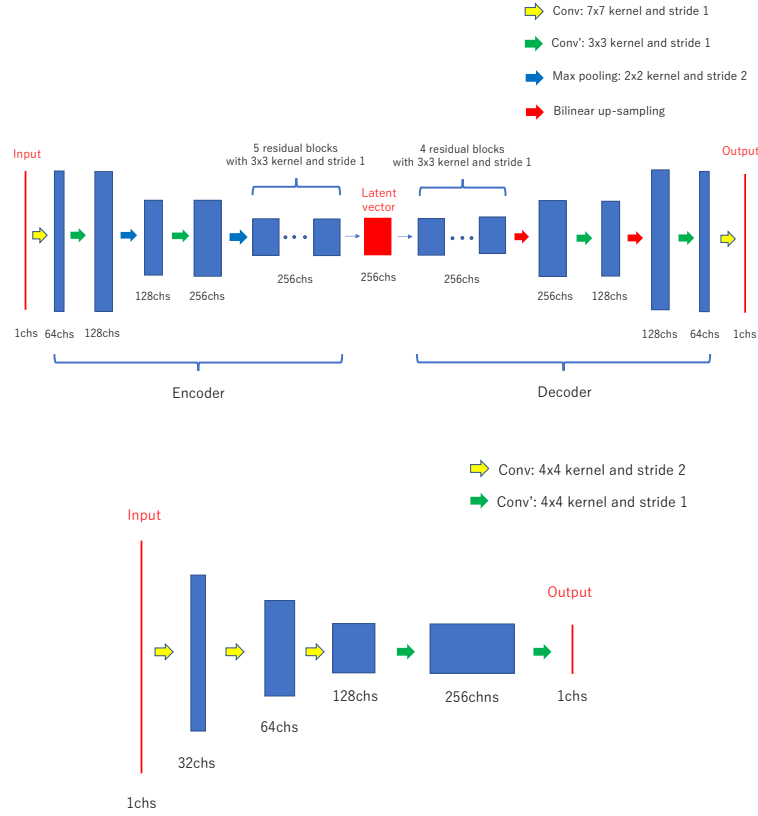 Conv: 7x7 kernel and stride 1
Conv': 3x3 kernel and stride 1
Max pooling: 2x2 kernel and stride 2
Bilinear up-sampling
Input
5 residual blocks
with 3x3 kernel and stride 1
Latent
vector
4 residual blocks
with 3x3 kernel and stride 1
Output
1chs
64chs
128chs
128chs
256chs
256chs
256chs
256chs
256chs
128chs
128chs
64chs
1chs
Encoder
Decoder
Conv: 4x4 kernel and stride 2
Conv': 4x4 kernel and stride 1
Input
Output
1chs
32chs
64chs
128chs
256chns
1chs